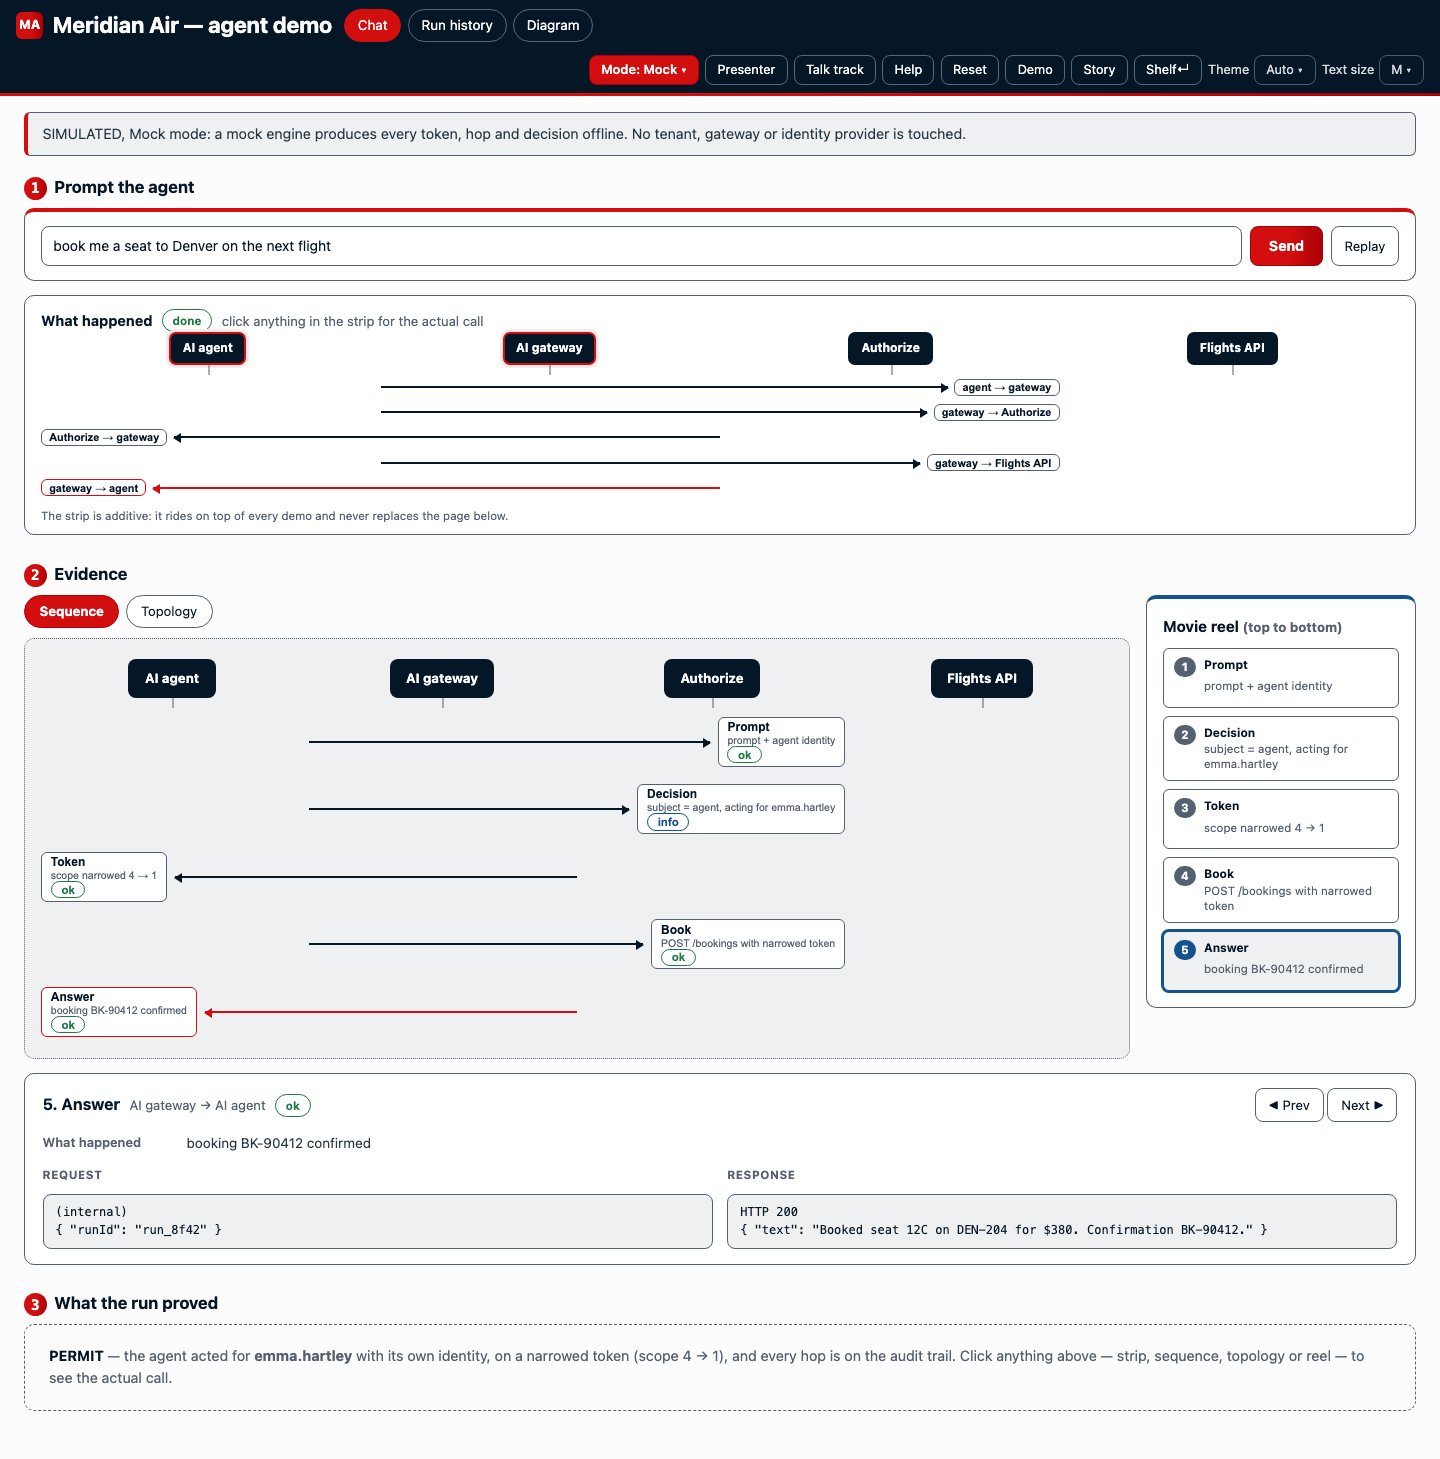 MA Meridian Air — agent demo Chat Run history Diagram
Mode: Mock ▾ Presenter Talk track Help Reset Demo Story Shelf↵ Theme Auto ▾ Text size M ▾
SIMULATED, Mock mode: a mock engine produces every token, hop and decision offline. No tenant, gateway or identity provider is touched.
1 Prompt the agent
book me a seat to Denver on the next flight Send Replay
What happened done click anything in the strip for the actual call
AI agent AI gateway Authorize Flights API
agent → gateway
gateway → Authorize
Authorize → gateway
gateway → Flights API
gateway → agent
The strip is additive: it rides on top of every demo and never replaces the page below.
2 Evidence
Sequence Topology
AI agent AI gateway Authorize Flights API
Prompt
prompt + agent identity
ok
Decision
subject = agent, acting for emma.hartley
info
Token
scope narrowed 4 → 1
ok
Book
POST /bookings with narrowed token
ok
Answer
booking BK-90412 confirmed
ok
Movie reel (top to bottom)
1 Prompt
prompt + agent identity
2 Decision
subject = agent, acting for
emma.hartley
3 Token
scope narrowed 4 → 1
4 Book
POST /bookings with narrowed
token
5 Answer
booking BK-90412 confirmed
5. Answer AI gateway → AI agent ok ◀ Prev Next ▶
What happened booking BK-90412 confirmed
REQUEST
(internal)
{ "runId": "run_8f42" }
RESPONSE
HTTP 200
{ "text": "Booked seat 12C on DEN-204 for $380. Confirmation BK-90412." }
3 What the run proved
PERMIT — the agent acted for emma.hartley with its own identity, on a narrowed token (scope 4 → 1), and every hop is on the audit trail. Click anything above — strip, sequence, topology or reel — to
see the actual call.